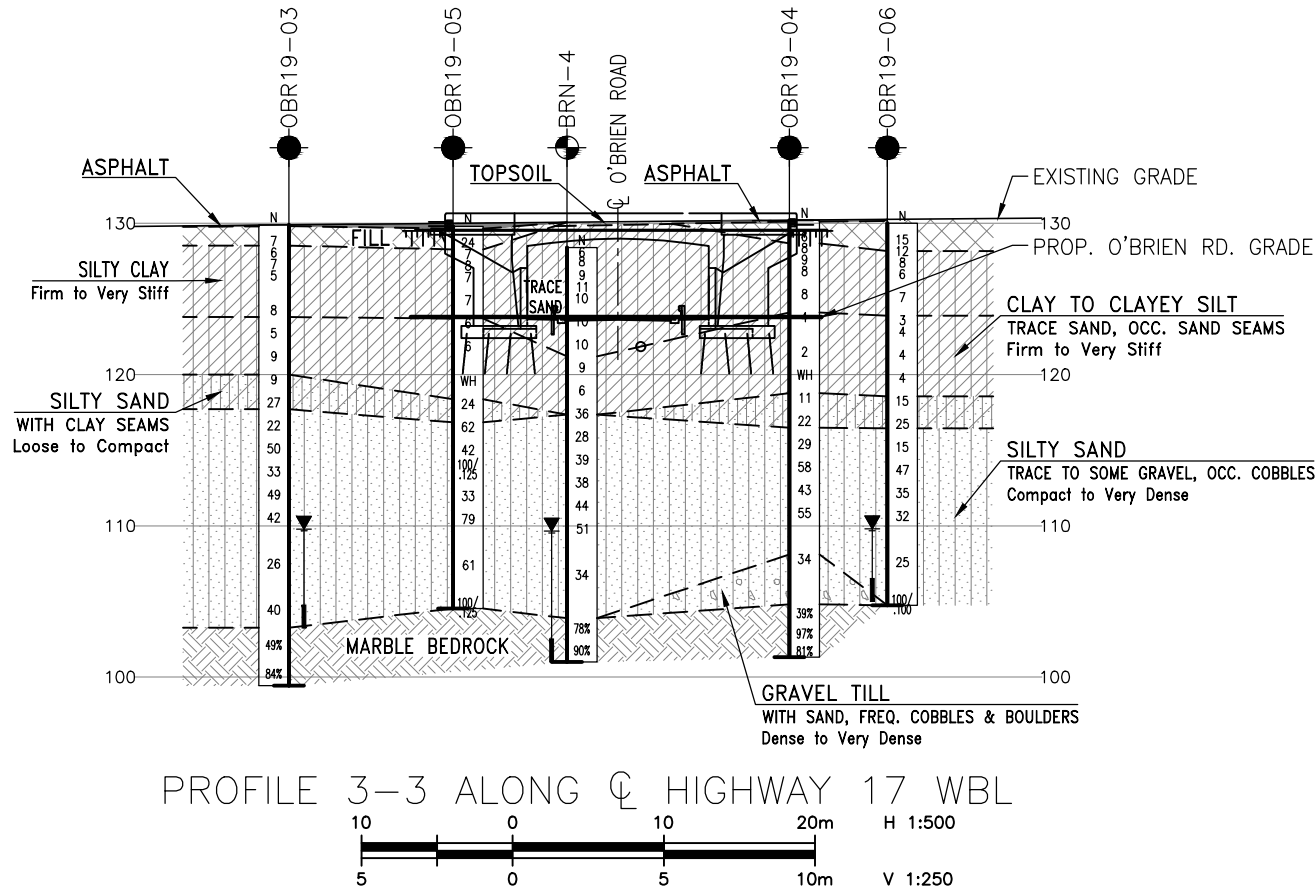 OBR19-03
OBR19-05
BRN-4
℄ O'BRIEN ROAD
OBR19-04
OBR19-06
ASPHALT
TOPSOIL
ASPHALT
EXISTING GRADE
130
130
FILL
PROP. O'BRIEN RD. GRADE
SILTY CLAY
Firm to Very Stiff
TRACE
SAND
CLAY TO CLAYEY SILT
TRACE SAND, OCC. SAND SEAMS
Firm to Very Stiff
120
120
SILTY SAND
WITH CLAY SEAMS
Loose to Compact
SILTY SAND
TRACE TO SOME GRAVEL, OCC. COBBLES
Compact to Very Dense
110
110
MARBLE BEDROCK
100
100
GRAVEL TILL
WITH SAND, FREQ. COBBLES & BOULDERS
Dense to Very Dense
N
7
6
7
5
8
5
9
9
27
22
50
33
49
42
26
40
49%
84%
N
24
7
8
7
7
6
6
WH
24
62
42
100/
.125
33
79
61
100/
.125
N
6
8
9
11
10
10
10
9
6
36
28
39
38
44
51
34
78%
90%
N
9
8
8
2
WH
11
22
29
58
43
55
34
39%
97%
81%
N
15
12
8
6
7
3
4
4
4
15
25
15
47
35
32
25
100/
.100
PROFILE 3-3 ALONG ℄ HIGHWAY 17 WBL
10 0 10 20m H 1:500
5 0 5 10m V 1:250